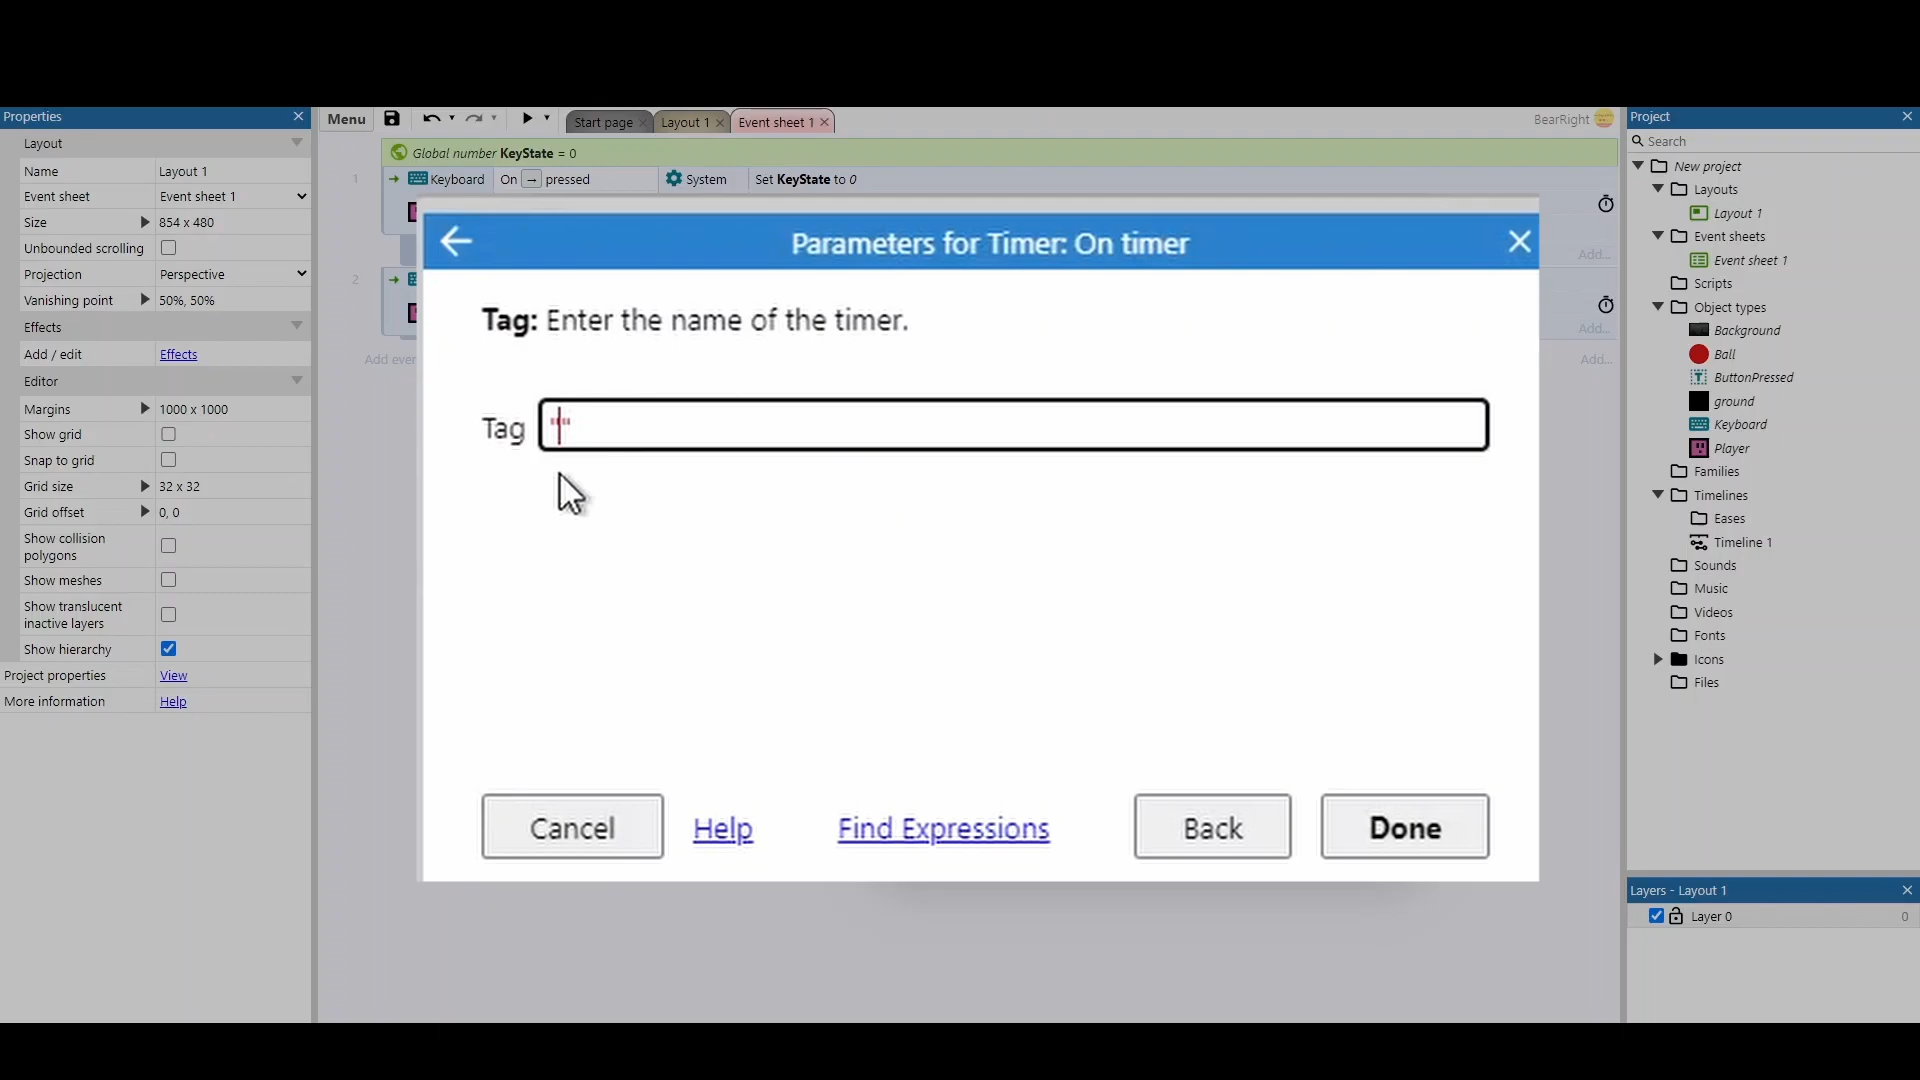 Properties
Layout
Name Layout 1
Event sheet Event sheet 1
Size 854 x 480
Unbounded scrolling
Projection Perspective
Vanishing point 50%, 50%
Effects
Add / edit Effects
Editor
Margins 1000 x 1000
Show grid
Snap to grid
Grid size 32 x 32
Grid offset 0, 0
Show collision
polygons
Show meshes
Show translucent
inactive layers
Show hierarchy
Project properties View
More information Help
Menu Start page Layout 1 Event sheet 1 BearRight
Global number KeyState = 0
1 Keyboard On → pressed System Set KeyState to 0
Add...
2
Add...
Add ever Add...
Parameters for Timer: On timer
Tag: Enter the name of the timer.
Tag ""
Cancel Help Find Expressions Back Done
Project
Search
New project
Layouts
Layout 1
Event sheets
Event sheet 1
Scripts
Object types
Background
Ball
ButtonPressed
ground
Keyboard
Player
Families
Timelines
Eases
Timeline 1
Sounds
Music
Videos
Fonts
Icons
Files
Layers - Layout 1
Layer 0 0